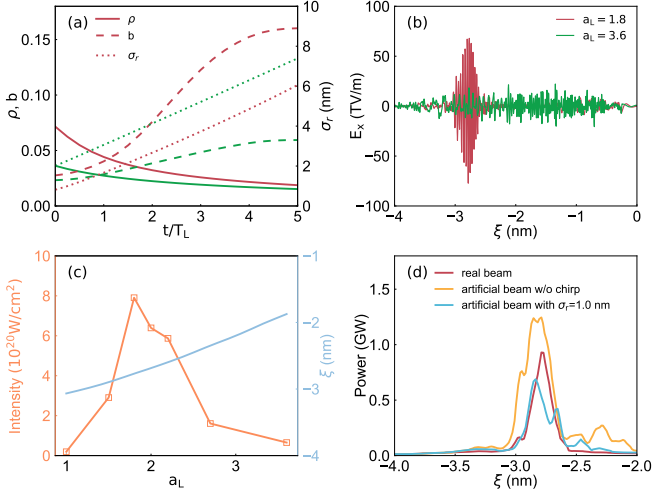 (a)
ρ
b
σr
0.15
0.10
0.05
0.00
ρ, b
0
1
2
3
4
5
t/TL
10
8
6
4
2
0
σr (nm)
(b)
aL = 1.8
aL = 3.6
100
50
0
−50
−100
Ex (TV/m)
−4
−3
−2
−1
0
ξ (nm)
(c)
10
8
6
4
2
0
Intensity (10²⁰W/cm²)
1
2
3
aL
−1
−2
−3
−4
ξ (nm)
(d)
real beam
artificial beam w/o chirp
artificial beam with σr=1.0 nm
1.5
1.0
0.5
0.0
Power (GW)
−4.0
−3.5
−3.0
−2.5
−2.0
ξ (nm)